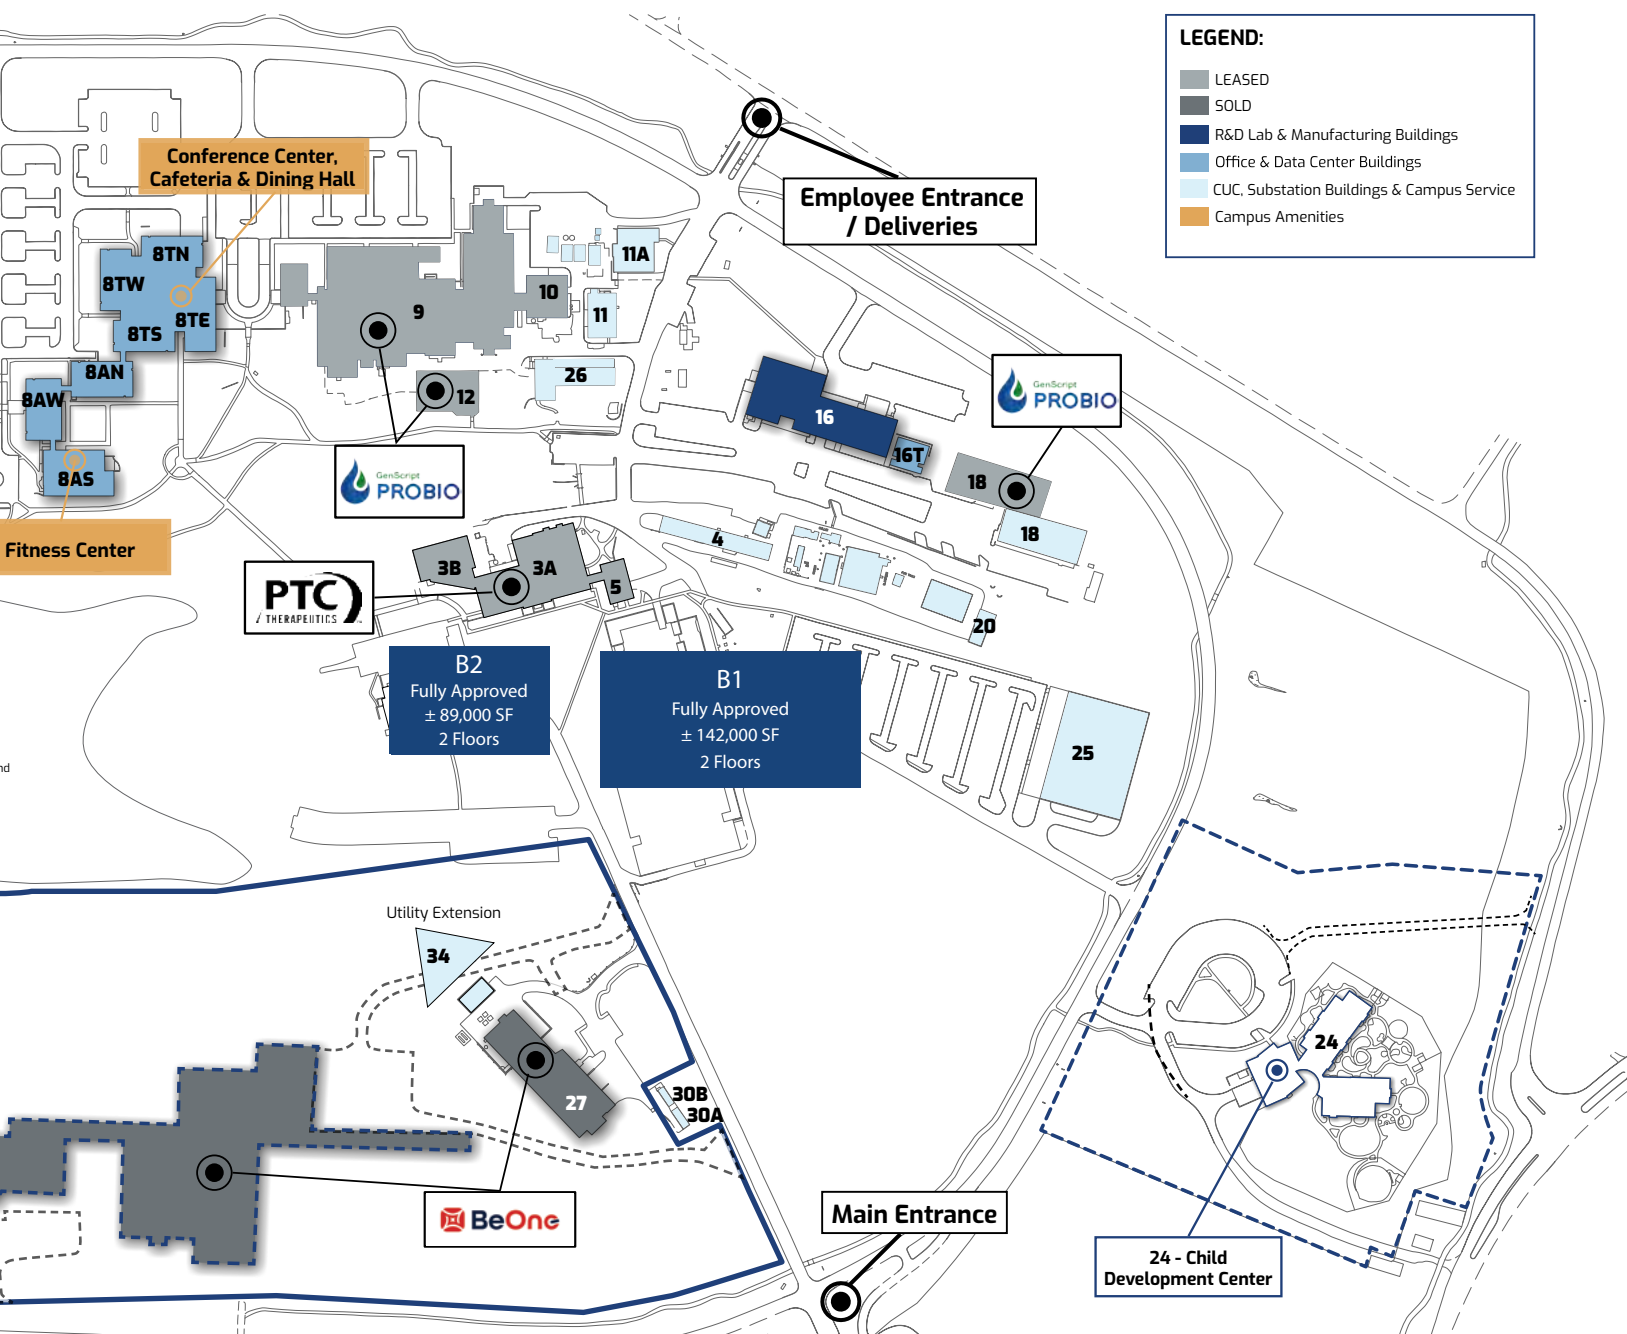 LEGEND:
LEASED
SOLD
R&D Lab & Manufacturing Buildings
Office & Data Center Buildings
CUC, Substation Buildings & Campus Service
Campus Amenities
Conference Center,
Cafeteria & Dining Hall
Employee Entrance
/ Deliveries
8TN
8TW
8TE
8TS
8AN
8AW
8AS
Fitness Center
9
10
11A
11
12
26
GenScript
PROBIO
16
16T
GenScript
PROBIO
18
18
4
3B
3A
5
PTC
THERAPEUTICS
20
B2
Fully Approved
± 89,000 SF
2 Floors
B1
Fully Approved
± 142,000 SF
2 Floors
25
nd
Utility Extension
34
27
30B
30A
BeOne
Main Entrance
24
24 - Child
Development Center